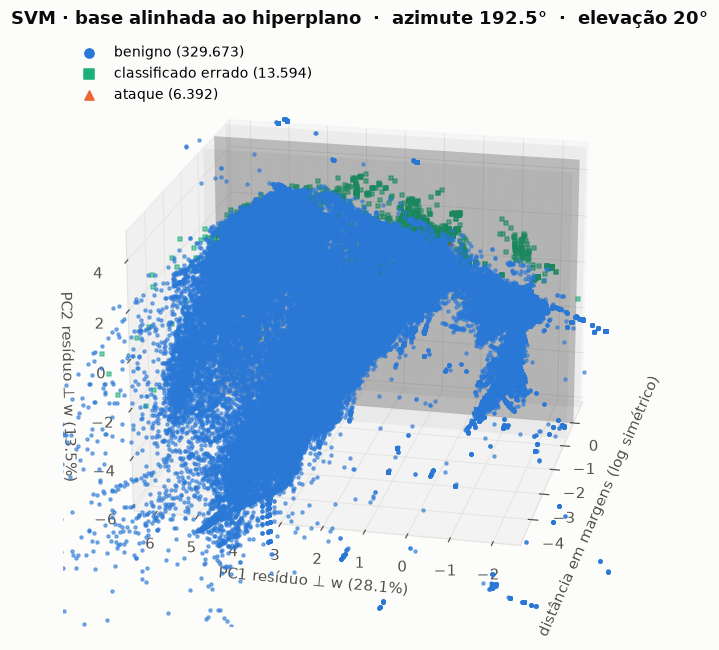 SVM · base alinhada ao hiperplano · azimute 192.5° · elevação 20°
benigno (329.673)
classificado errado (13.594)
ataque (6.392)
4
2
0
−2
−4
−6
PC2 resíduo ⊥ w (13.5%)
6
5
4
3
2
1
0
−1
−2
PC1 resíduo ⊥ w (28.1%)
0
−1
−2
−3
−4
distância em margens (log simétrico)